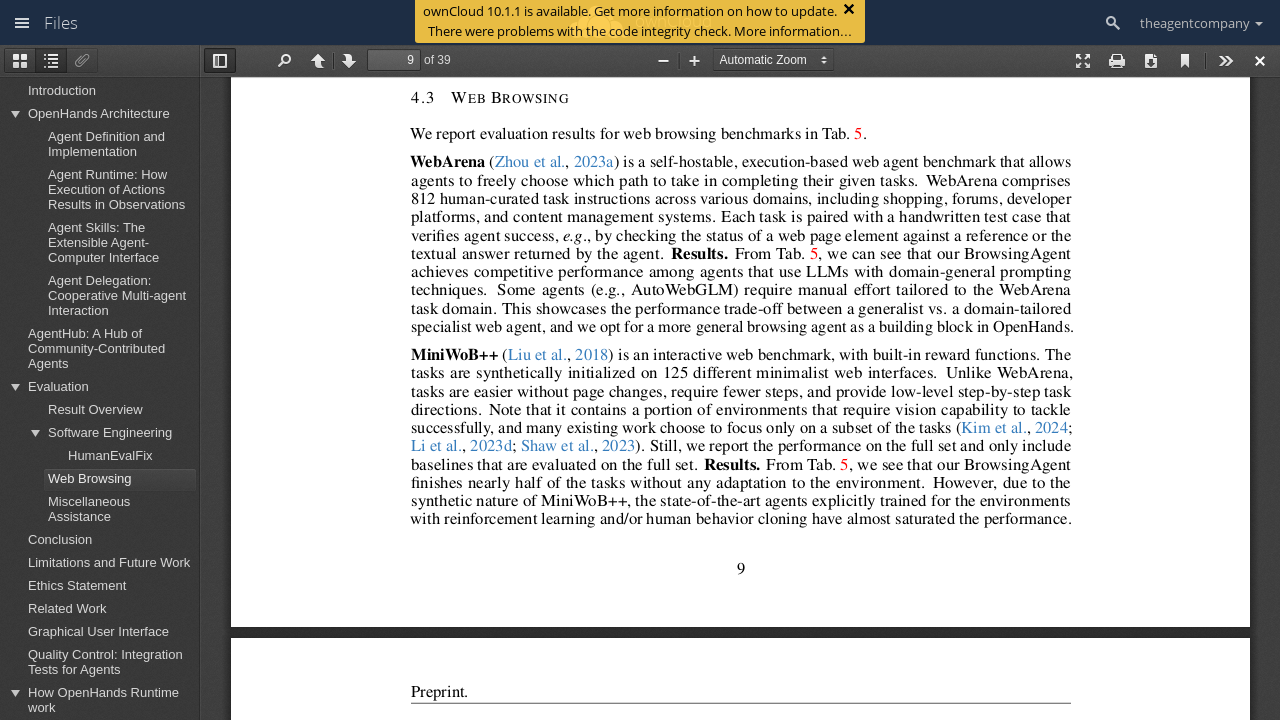 Files
ownCloud 10.1.1 is available. Get more information on how to update.
There were problems with the code integrity check. More information…
theagentcompany
9 of 39
Automatic Zoom
Introduction
OpenHands Architecture
Agent Definition and
Implementation
Agent Runtime: How
Execution of Actions
Results in Observations
Agent Skills: The
Extensible Agent-
Computer Interface
Agent Delegation:
Cooperative Multi-agent
Interaction
AgentHub: A Hub of
Community-Contributed
Agents
Evaluation
Result Overview
Software Engineering
HumanEvalFix
Web Browsing
Miscellaneous
Assistance
Conclusion
Limitations and Future Work
Ethics Statement
Related Work
Graphical User Interface
Quality Control: Integration
Tests for Agents
How OpenHands Runtime
work
4.3 WEB BROWSING
We report evaluation results for web browsing benchmarks in Tab. 5.
WebArena (Zhou et al., 2023a) is a self-hostable, execution-based web agent benchmark that allows
agents to freely choose which path to take in completing their given tasks. WebArena comprises
812 human-curated task instructions across various domains, including shopping, forums, developer
platforms, and content management systems. Each task is paired with a handwritten test case that
verifies agent success, e.g., by checking the status of a web page element against a reference or the
textual answer returned by the agent. Results. From Tab. 5, we can see that our BrowsingAgent
achieves competitive performance among agents that use LLMs with domain-general prompting
techniques. Some agents (e.g., AutoWebGLM) require manual effort tailored to the WebArena
task domain. This showcases the performance trade-off between a generalist vs. a domain-tailored
specialist web agent, and we opt for a more general browsing agent as a building block in OpenHands.
MiniWoB++ (Liu et al., 2018) is an interactive web benchmark, with built-in reward functions. The
tasks are synthetically initialized on 125 different minimalist web interfaces. Unlike WebArena,
tasks are easier without page changes, require fewer steps, and provide low-level step-by-step task
directions. Note that it contains a portion of environments that require vision capability to tackle
successfully, and many existing work choose to focus only on a subset of the tasks (Kim et al., 2024;
Li et al., 2023d; Shaw et al., 2023). Still, we report the performance on the full set and only include
baselines that are evaluated on the full set. Results. From Tab. 5, we see that our BrowsingAgent
finishes nearly half of the tasks without any adaptation to the environment. However, due to the
synthetic nature of MiniWoB++, the state-of-the-art agents explicitly trained for the environments
with reinforcement learning and/or human behavior cloning have almost saturated the performance.
9
Preprint.